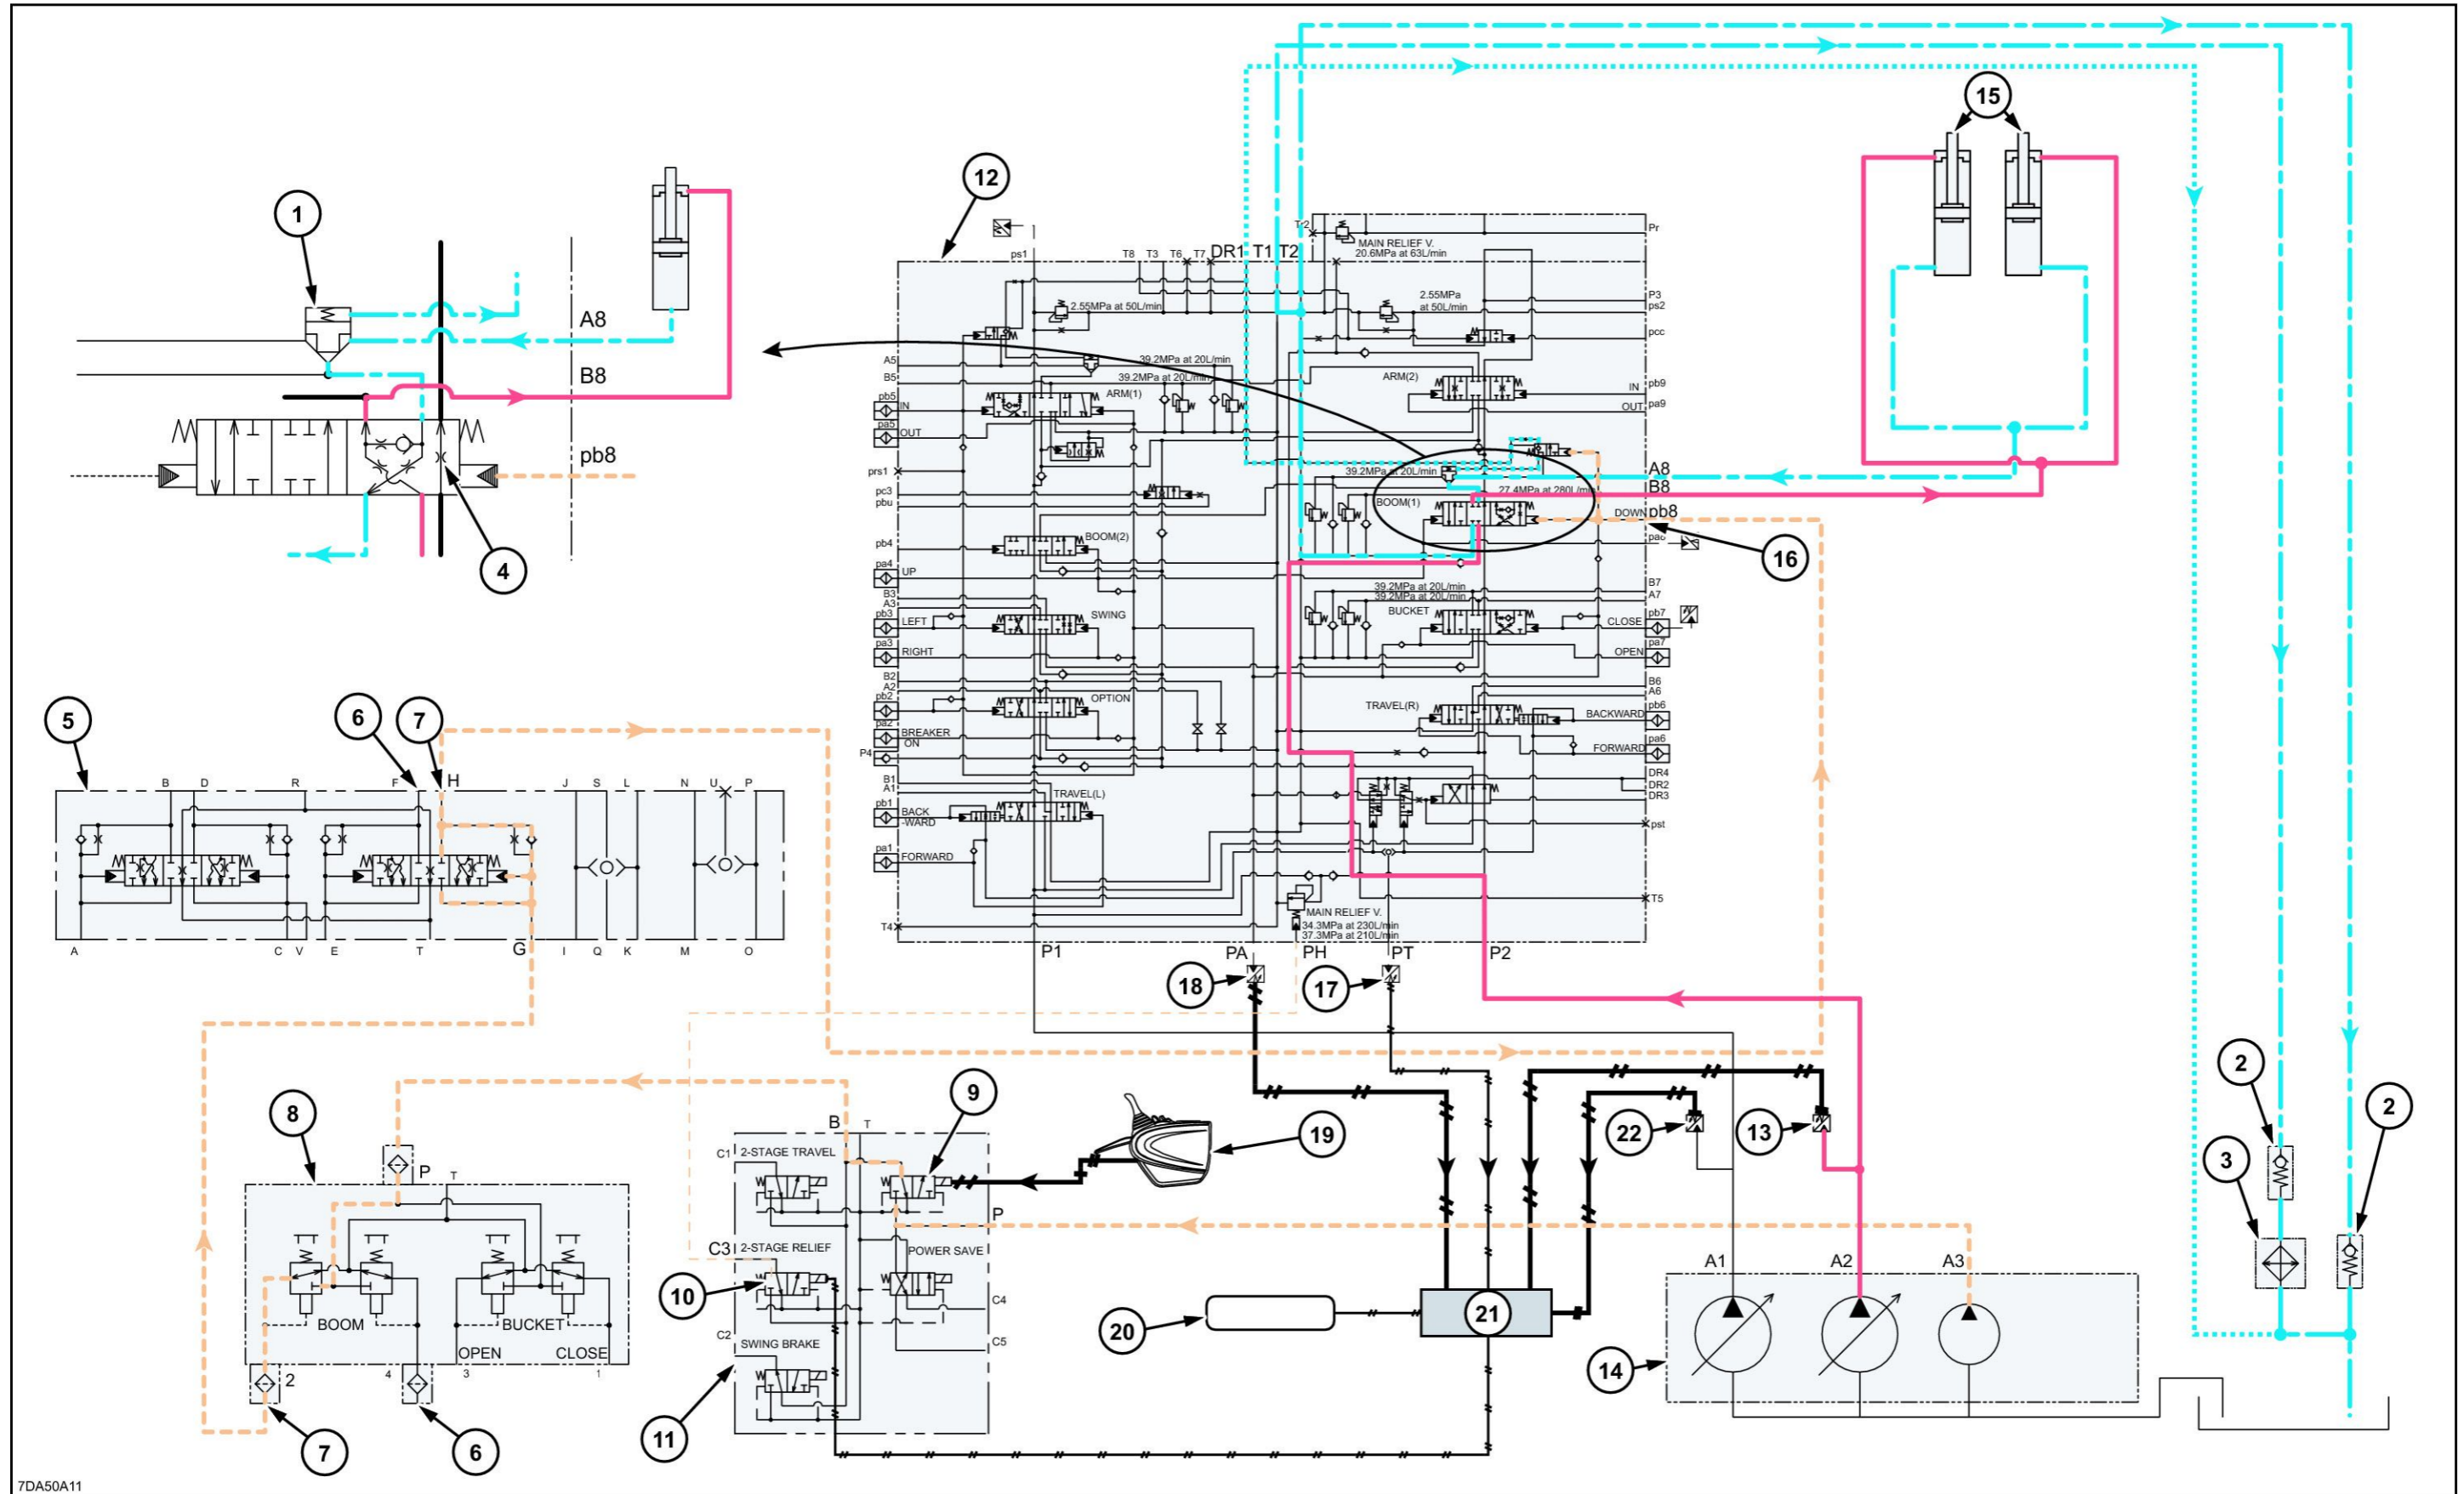 15
12
1
Tr2
Pr
MAIN RELIEF V.
20.6MPa at 63L/min
ps1
T8
T3
T6
T7
DR1
T1
T2
A8
B8
pb8
2.55MPa at 50L/min
2.55MPa
at 50L/min
P3
ps2
pcc
A5
B5
39.2MPa at 20L/min
39.2MPa at 20L/min
ARM(1)
ARM(2)
pb5
IN
pa5
OUT
IN
pb9
OUT
pa9
prs1
pc3
pbu
39.2MPa at 20L/min
27.4MPa at 280L/min
BOOM(1)
A8
B8
DOWN
pb8
16
4
pb4
BOOM(2)
pa4
UP
B3
A3
pb3
LEFT
SWING
pa3
RIGHT
39.2MPa at 20L/min
39.2MPa at 20L/min
BUCKET
B7
A7
pb7
CLOSE
pa7
OPEN
B2
A2
pb2
OPTION
pa2
BREAKER
ON
P4
B6
A6
TRAVEL(R)
pb6
BACKWARD
pa6
FORWARD
B1
A1
TRAVEL(L)
pb1
BACK
-WARD
pa1
FORWARD
DR4
DR2
DR3
pst
T5
T4
MAIN RELIEF V.
34.3MPa at 230L/min
37.3MPa at 210L/min
P1
PA
PH
PT
P2
5
6
7
B
D
R
F
H
J
S
L
N
U
P
A
C
V
E
T
G
I
Q
K
M
O
18
17
8
9
P
T
BOOM
BUCKET
OPEN
CLOSE
2
4
3
1
7
6
B
T
C1
2-STAGE TRAVEL
P
C3
2-STAGE RELIEF
POWER SAVE
10
C4
C2
SWING BRAKE
C5
11
19
22
13
20
21
A1
A2
A3
14
2
2
3
7DA50A11